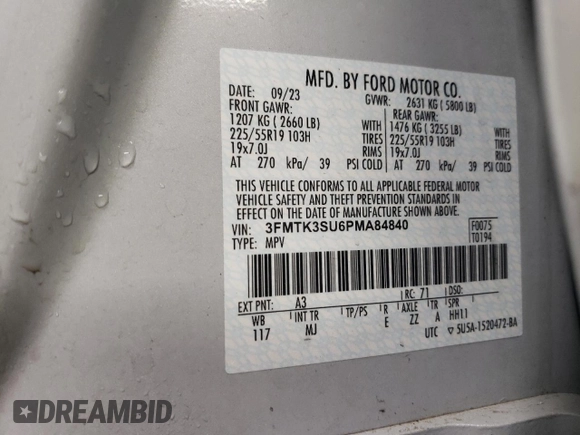 MFD. BY FORD MOTOR CO.
DATE: 09/23 GVWR: 2631 KG ( 5800 LB)
FRONT GAWR: REAR GAWR:
1207 KG ( 2660 LB) WITH 1476 KG ( 3255 LB) WITH
225/55R19 103H TIRES 225/55R19 103H TIRES
19x7.0J RIMS 19x7.0J RIMS
AT 270 kPa/ 39 PSI COLD AT 270 kPa/ 39 PSI COLD
THIS VEHICLE CONFORMS TO ALL APPLICABLE FEDERAL MOTOR
VEHICLE SAFETY AND THEFT PREVENTION STANDARDS IN
EFFECT ON THE DATE OF MANUFACTURE SHOWN ABOVE.
VIN: 3FMTK3SU6PMA84840 F0075
TYPE: MPV T0194
EXT PNT: A3 RC: 71 DSO:
WB INT TR TP/PS R AXLE TR SPR
117 MJ E ZZ A HH11
UTC ▽ 5U5A-1520472-BA
DREAMBID